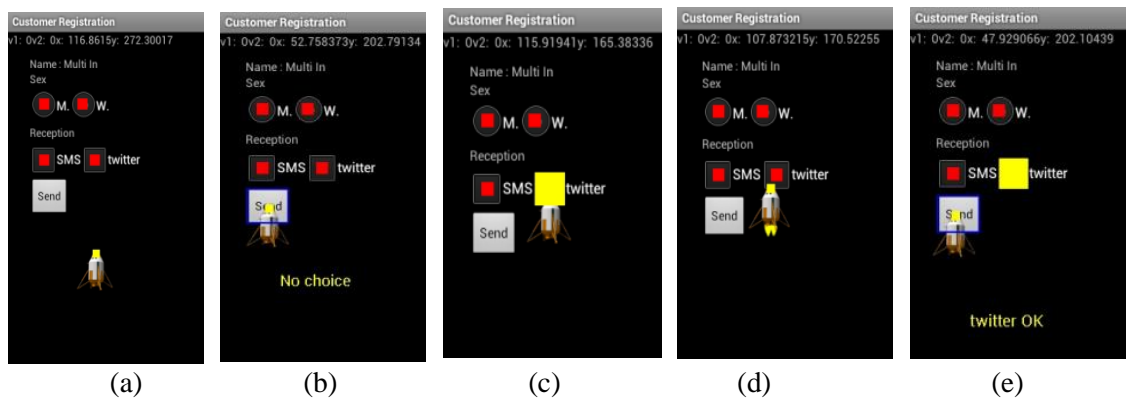 Customer Registration
v1: 0v2: 0x: 116.8615y: 272.30017
Name : Multi In
Sex
M. W.
Reception
SMS twitter
Send
(a)
Customer Registration
v1: 0v2: 0x: 52.758373y: 202.79134
Name : Multi In
Sex
M. W.
Reception
SMS twitter
Send
No choice
(b)
Customer Registration
v1: 0v2: 0x: 115.91941y: 165.38336
Name : Multi In
Sex
M. W.
Reception
SMS twitter
Send
(c)
Customer Registration
v1: 0v2: 0x: 107.873215y: 170.52255
Name : Multi In
Sex
M. W.
Reception
SMS twitter
Send
(d)
Customer Registration
v1: 0v2: 0x: 47.929066y: 202.10439
Name : Multi In
Sex
M. W.
Reception
SMS twitter
Send
twitter OK
(e)